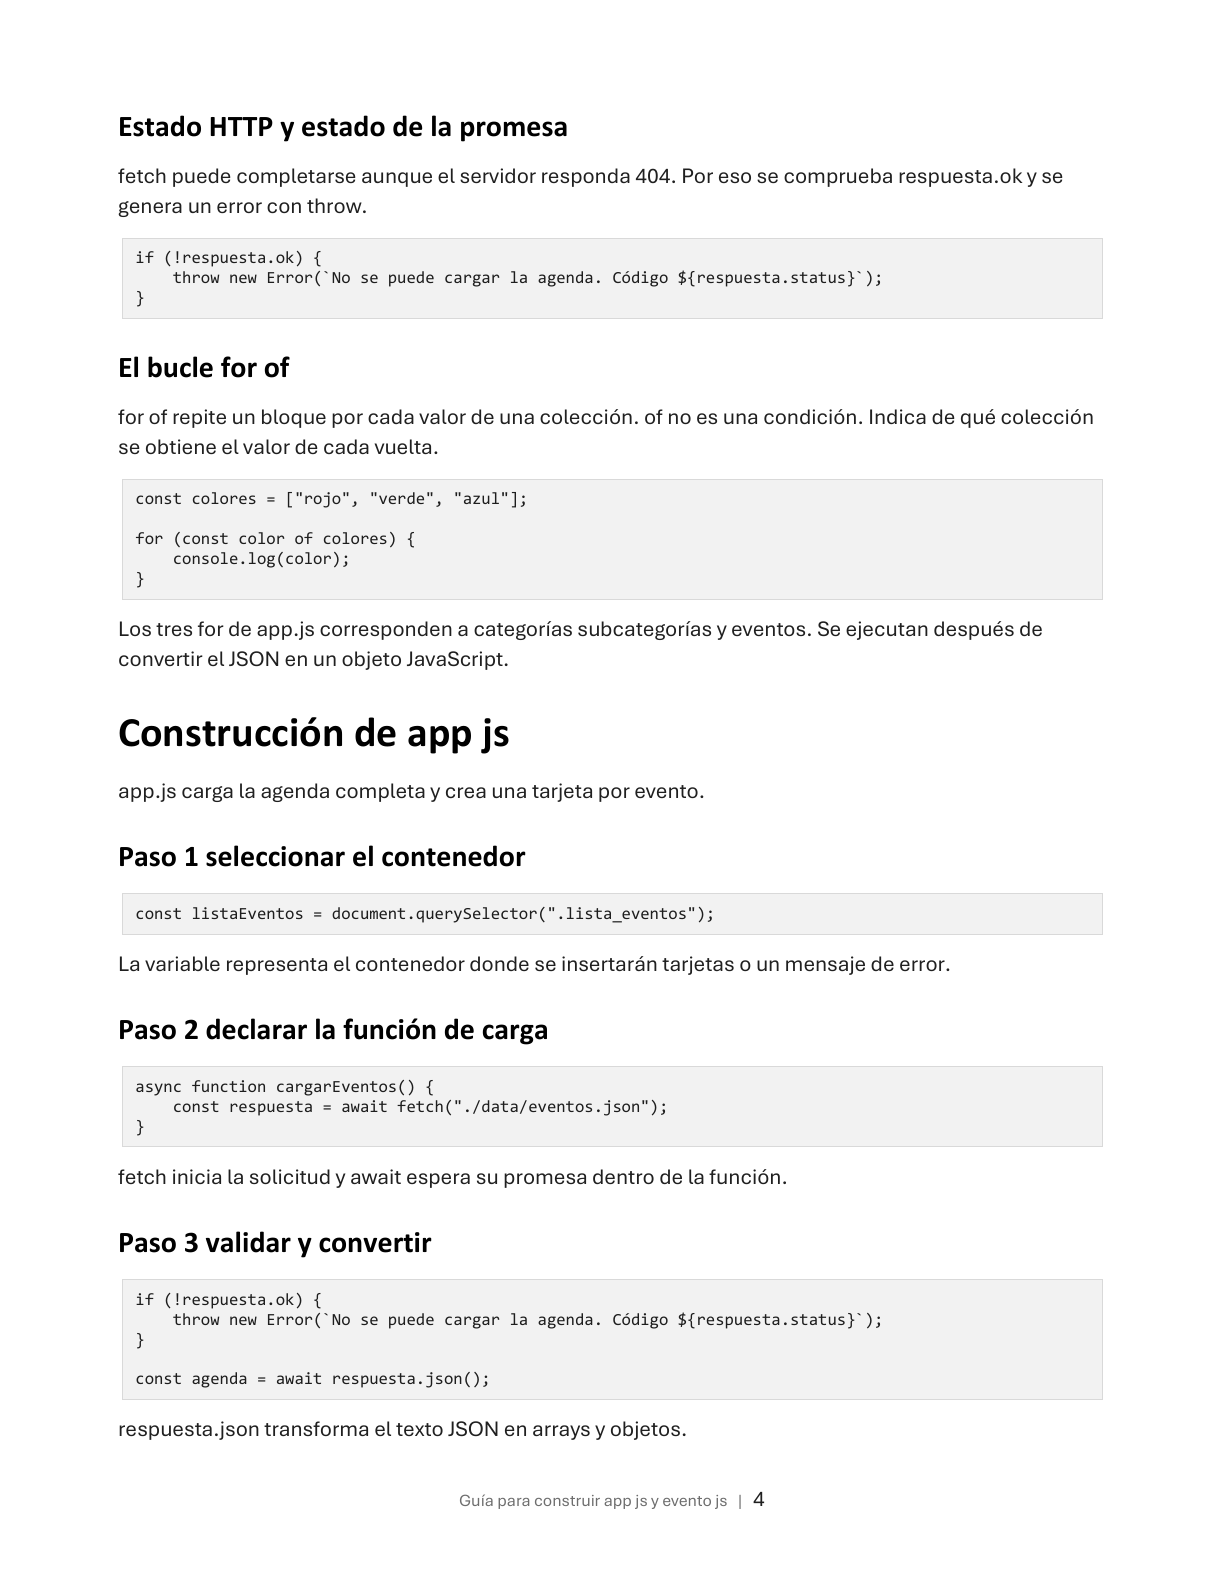 Estado HTTP y estado de la promesa
fetch puede completarse aunque el servidor responda 404. Por eso se comprueba respuesta.ok y se
genera un error con throw.
if (!respuesta.ok) {
    throw new Error(`No se puede cargar la agenda. Código ${respuesta.status}`);
}
El bucle for of
for of repite un bloque por cada valor de una colección. of no es una condición. Indica de qué colección
se obtiene el valor de cada vuelta.
const colores = ["rojo", "verde", "azul"];
for (const color of colores) {
    console.log(color);
}
Los tres for de app.js corresponden a categorías subcategorías y eventos. Se ejecutan después de
convertir el JSON en un objeto JavaScript.
Construcción de app js
app.js carga la agenda completa y crea una tarjeta por evento.
Paso 1 seleccionar el contenedor
const listaEventos = document.querySelector(".lista_eventos");
La variable representa el contenedor donde se insertarán tarjetas o un mensaje de error.
Paso 2 declarar la función de carga
async function cargarEventos() {
    const respuesta = await fetch("./data/eventos.json");
}
fetch inicia la solicitud y await espera su promesa dentro de la función.
Paso 3 validar y convertir
if (!respuesta.ok) {
    throw new Error(`No se puede cargar la agenda. Código ${respuesta.status}`);
}
const agenda = await respuesta.json();
respuesta.json transforma el texto JSON en arrays y objetos.
Guía para construir app js y evento js | 4